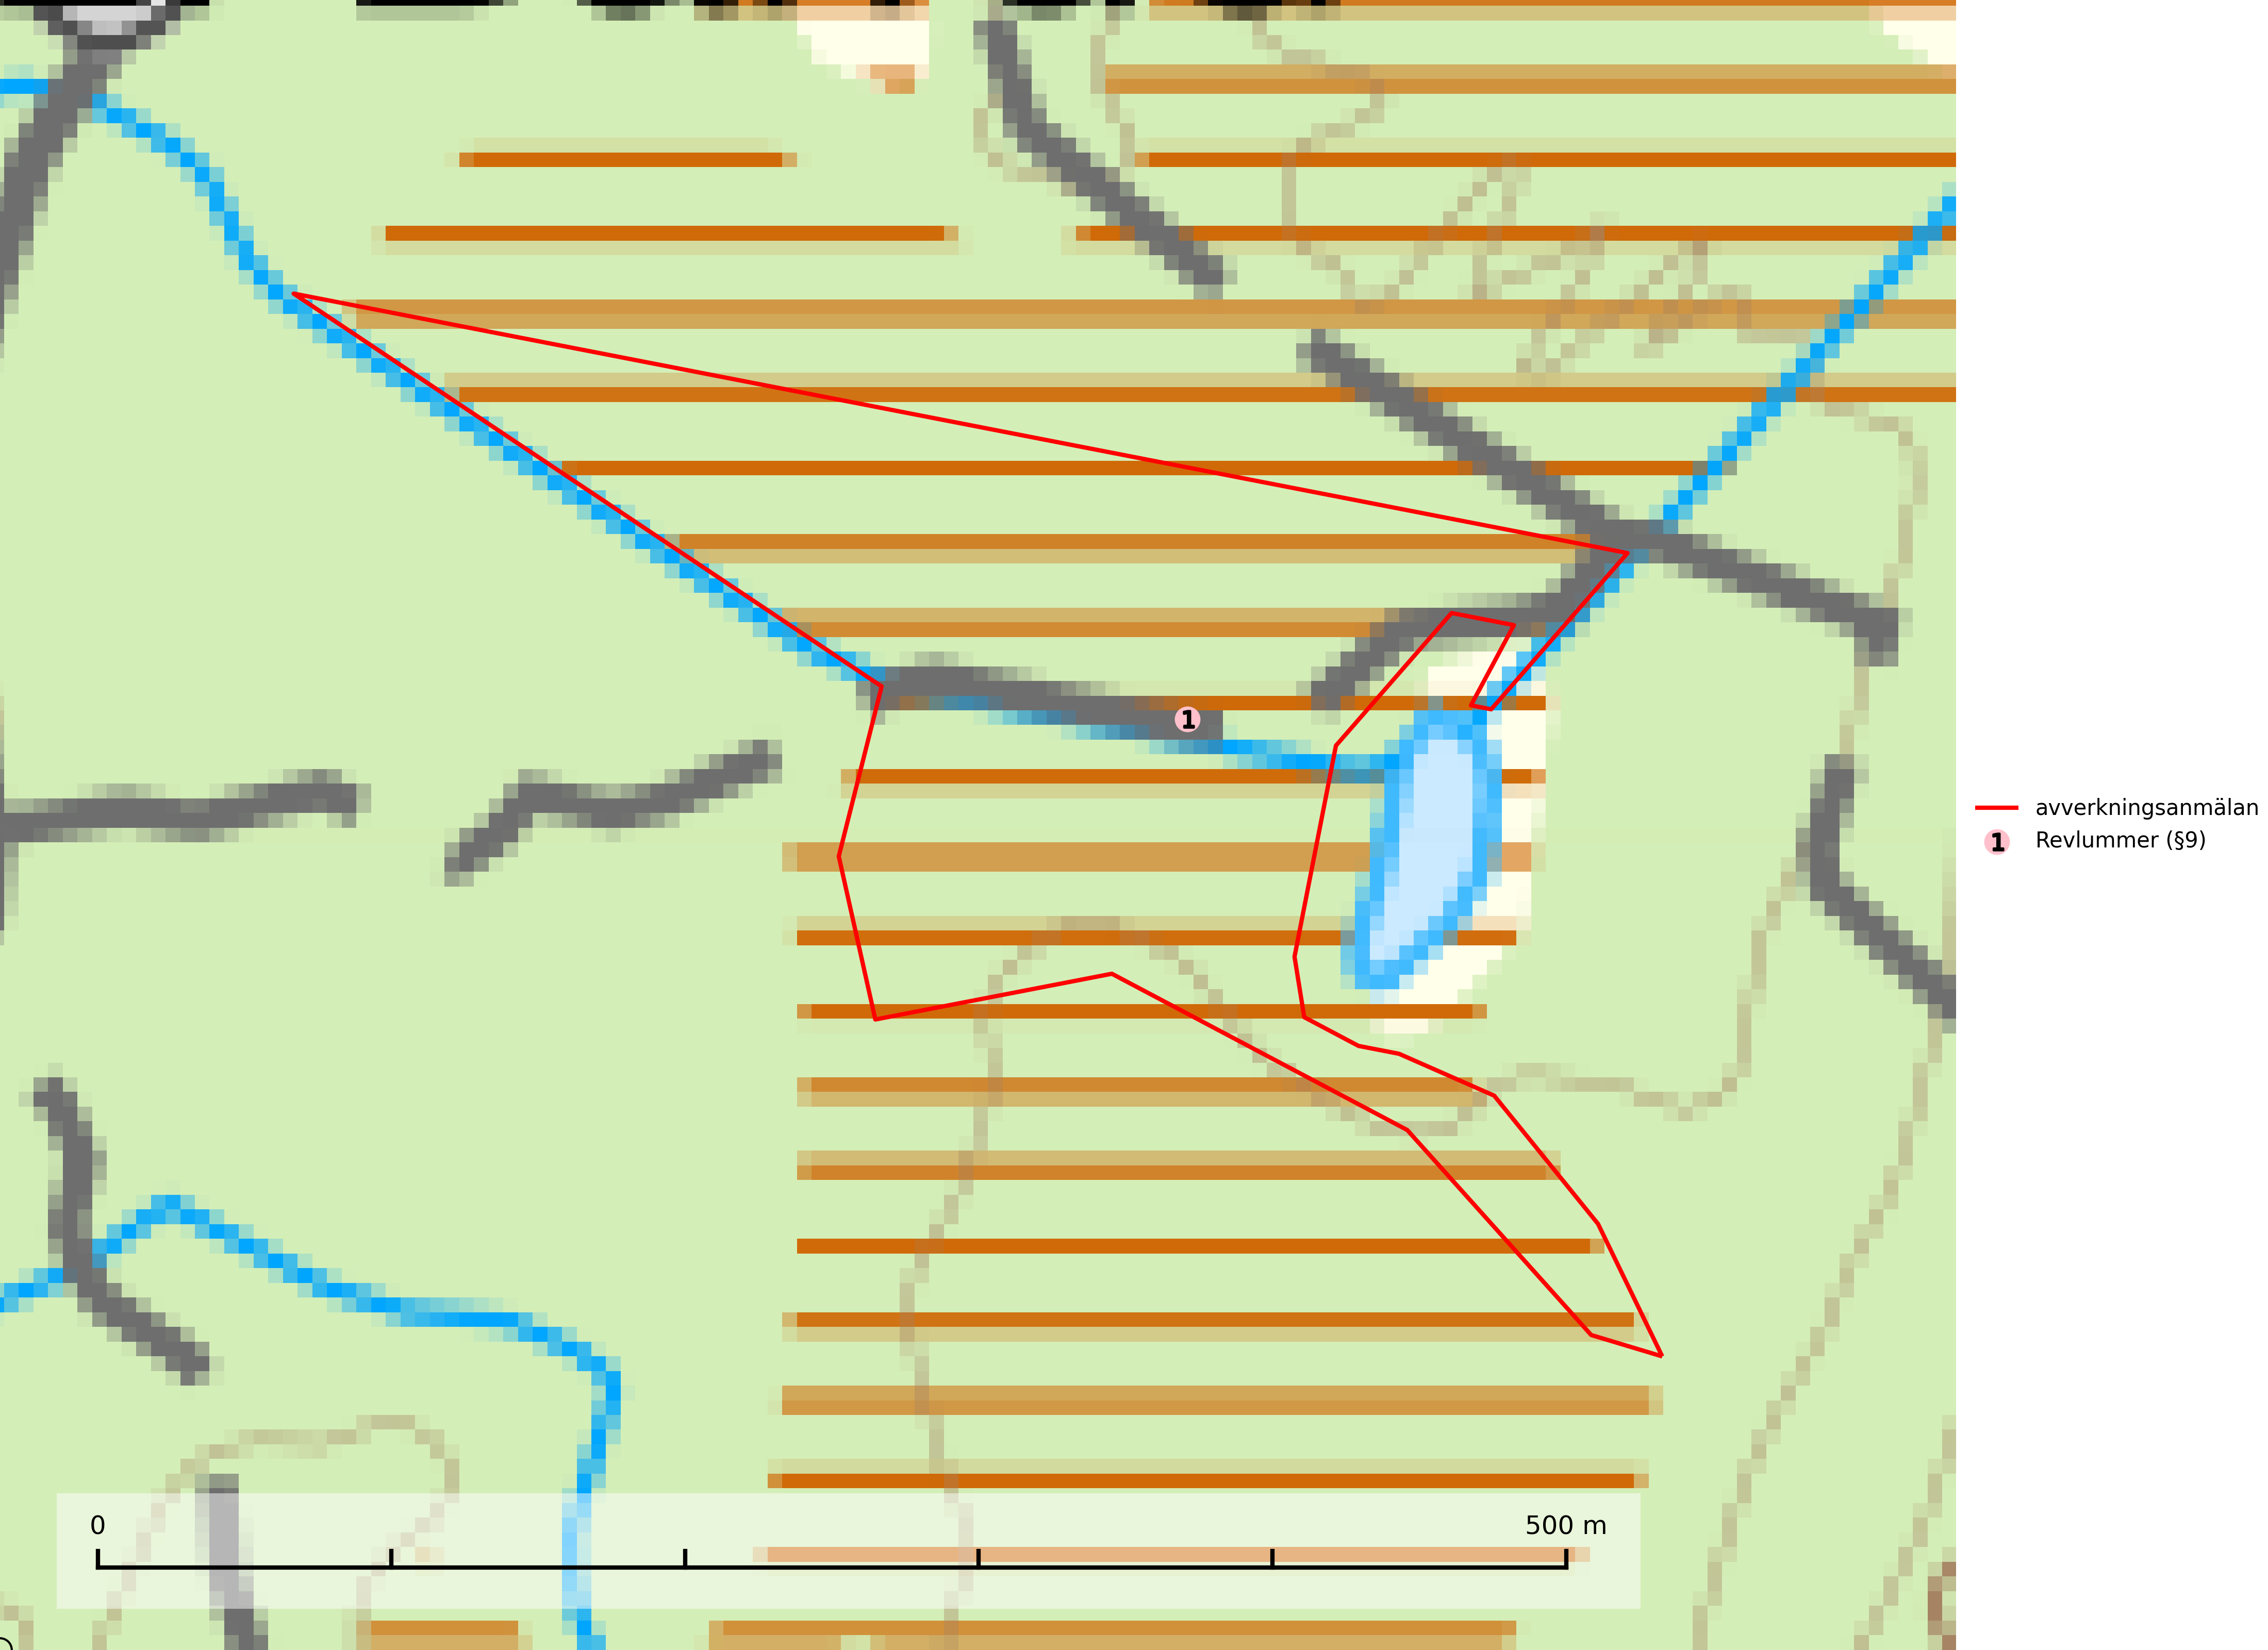 1
avverkningsanmälan
1 Revlummer (§9)
0 500 m